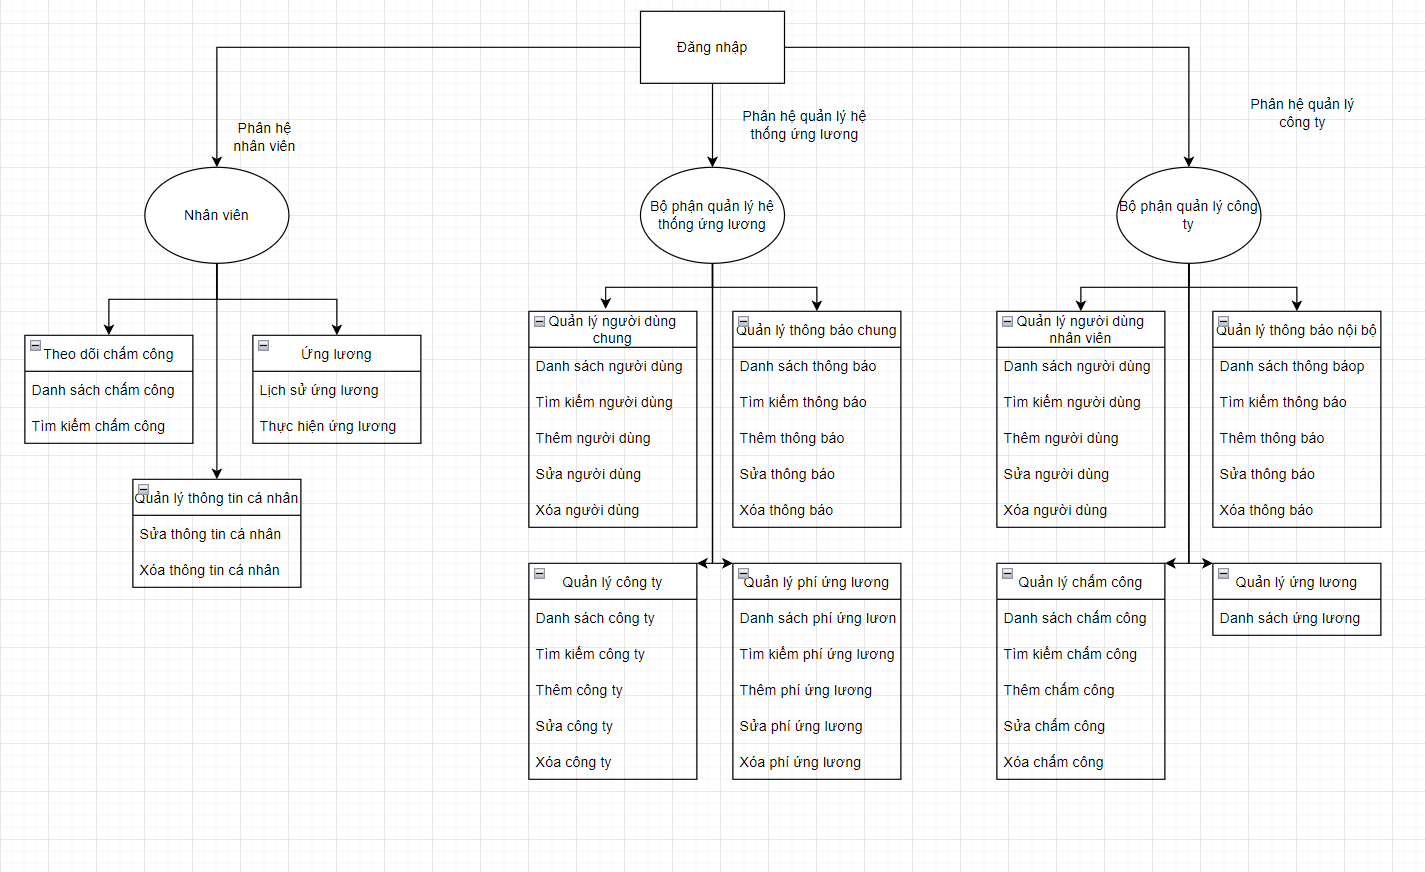 Đăng nhập
Phân hệ
nhân viên
Phân hệ quản lý hệ
thống ứng lương
Phân hệ quản lý
công ty
Nhân viên
Bộ phận quản lý hệ
thống ứng lương
Bộ phận quản lý công
ty
Theo dõi chấm công
Danh sách chấm công
Tìm kiếm chấm công
Ứng lương
Lịch sử ứng lương
Thực hiện ứng lương
Quản lý thông tin cá nhân
Sửa thông tin cá nhân
Xóa thông tin cá nhân
Quản lý người dùng
chung
Danh sách người dùng
Tìm kiếm người dùng
Thêm người dùng
Sửa người dùng
Xóa người dùng
Quản lý thông báo chung
Danh sách thông báo
Tìm kiếm thông báo
Thêm thông báo
Sửa thông báo
Xóa thông báo
Quản lý công ty
Danh sách công ty
Tìm kiếm công ty
Thêm công ty
Sửa công ty
Xóa công ty
Quản lý phí ứng lương
Danh sách phí ứng lươn
Tìm kiếm phí ứng lương
Thêm phí ứng lương
Sửa phí ứng lương
Xóa phí ứng lương
Quản lý người dùng
nhân viên
Danh sách người dùng
Tìm kiếm người dùng
Thêm người dùng
Sửa người dùng
Xóa người dùng
Quản lý thông báo nội bộ
Danh sách thông báop
Tìm kiếm thông báo
Thêm thông báo
Sửa thông báo
Xóa thông báo
Quản lý chấm công
Danh sách chấm công
Tìm kiếm chấm công
Thêm chấm công
Sửa chấm công
Xóa chấm công
Quản lý ứng lương
Danh sách ứng lương